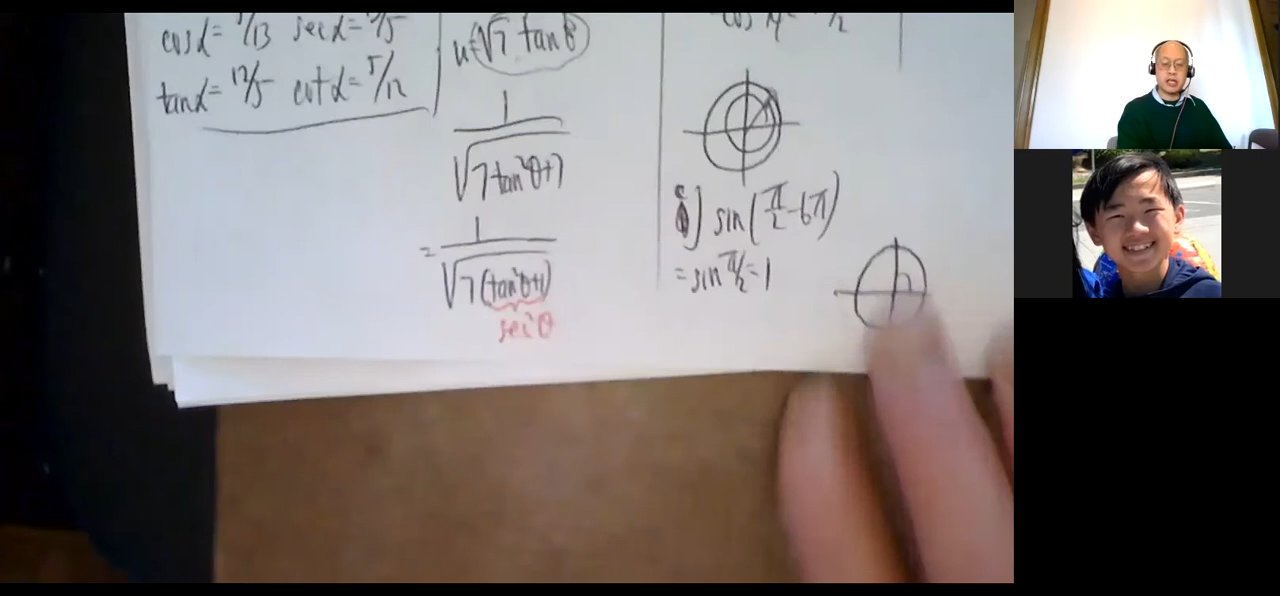 cos α = 5/13 sec α = 13/5
tan α = 12/5 cot α = 5/12
u = √7 tan θ
1
√7tan²θ+7
1
=
√7(tan²θ+1)
sec²θ
sin(π/2 - 6π)
= sin π/2 = 1